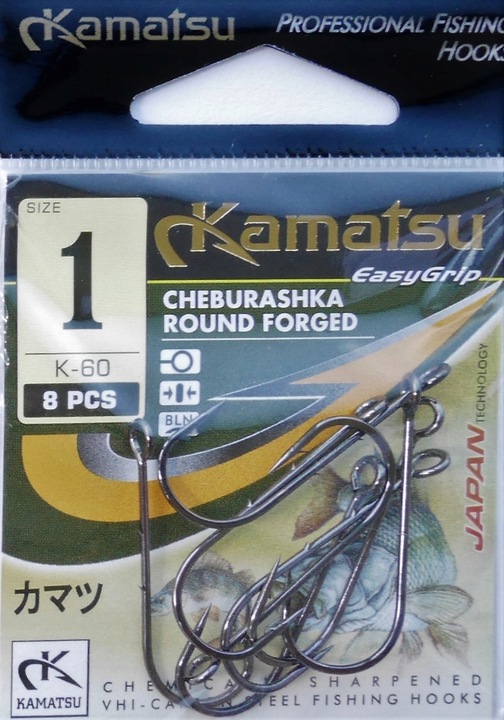 Kamatsu
PROFESSIONAL FISHING
HOOKS
SIZE
1
K-60
8 PCS
Kamatsu
EasyGrip
CHEBURASHKA
ROUND FORGED
BLN
JAPAN TECHNOLOGY
カマツ
KAMATSU
SHARPENED
STEEL FISHING HOOKS